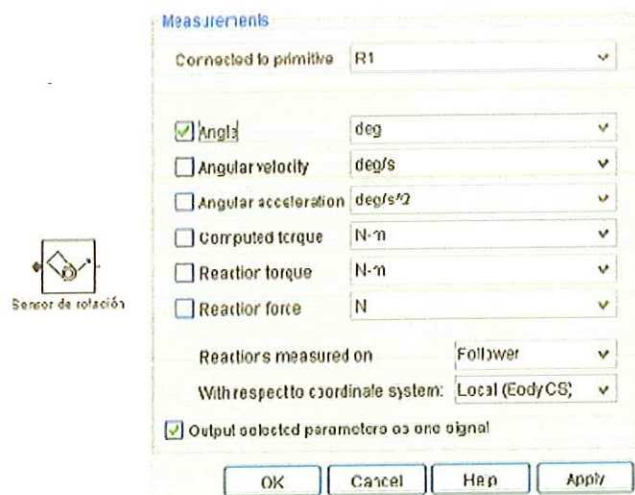 Measurements
Connected to primitive R1
Angle deg
Angular velocity deg/s
Angular acceleration deg/s^2
Computed torque N-m
Reaction torque N-m
Sensor de rotación
Reaction force N
Reactions measured on Follower
With respect to coordinate system: Local (Body CS)
Output selected parameters as one signal
OK Cancel Help Apply